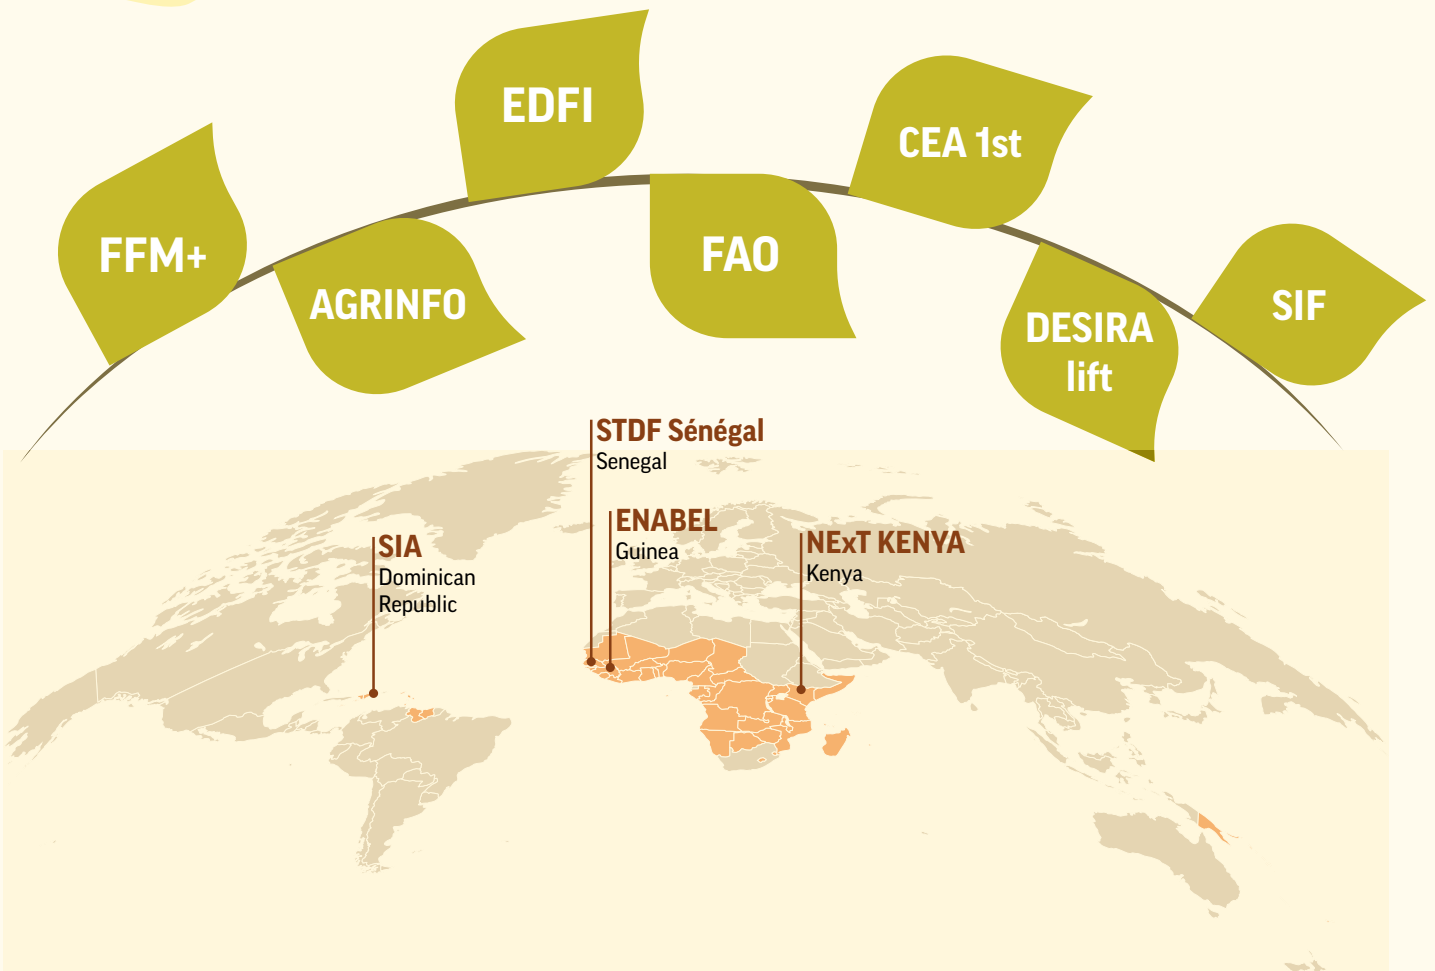 EDFI
CEA 1st
FFM+
AGRINFO
FAO
DESIRA
lift
SIF
STDF Sénégal
Senegal
ENABEL
Guinea
SIA
Dominican
Republic
NExT KENYA
Kenya